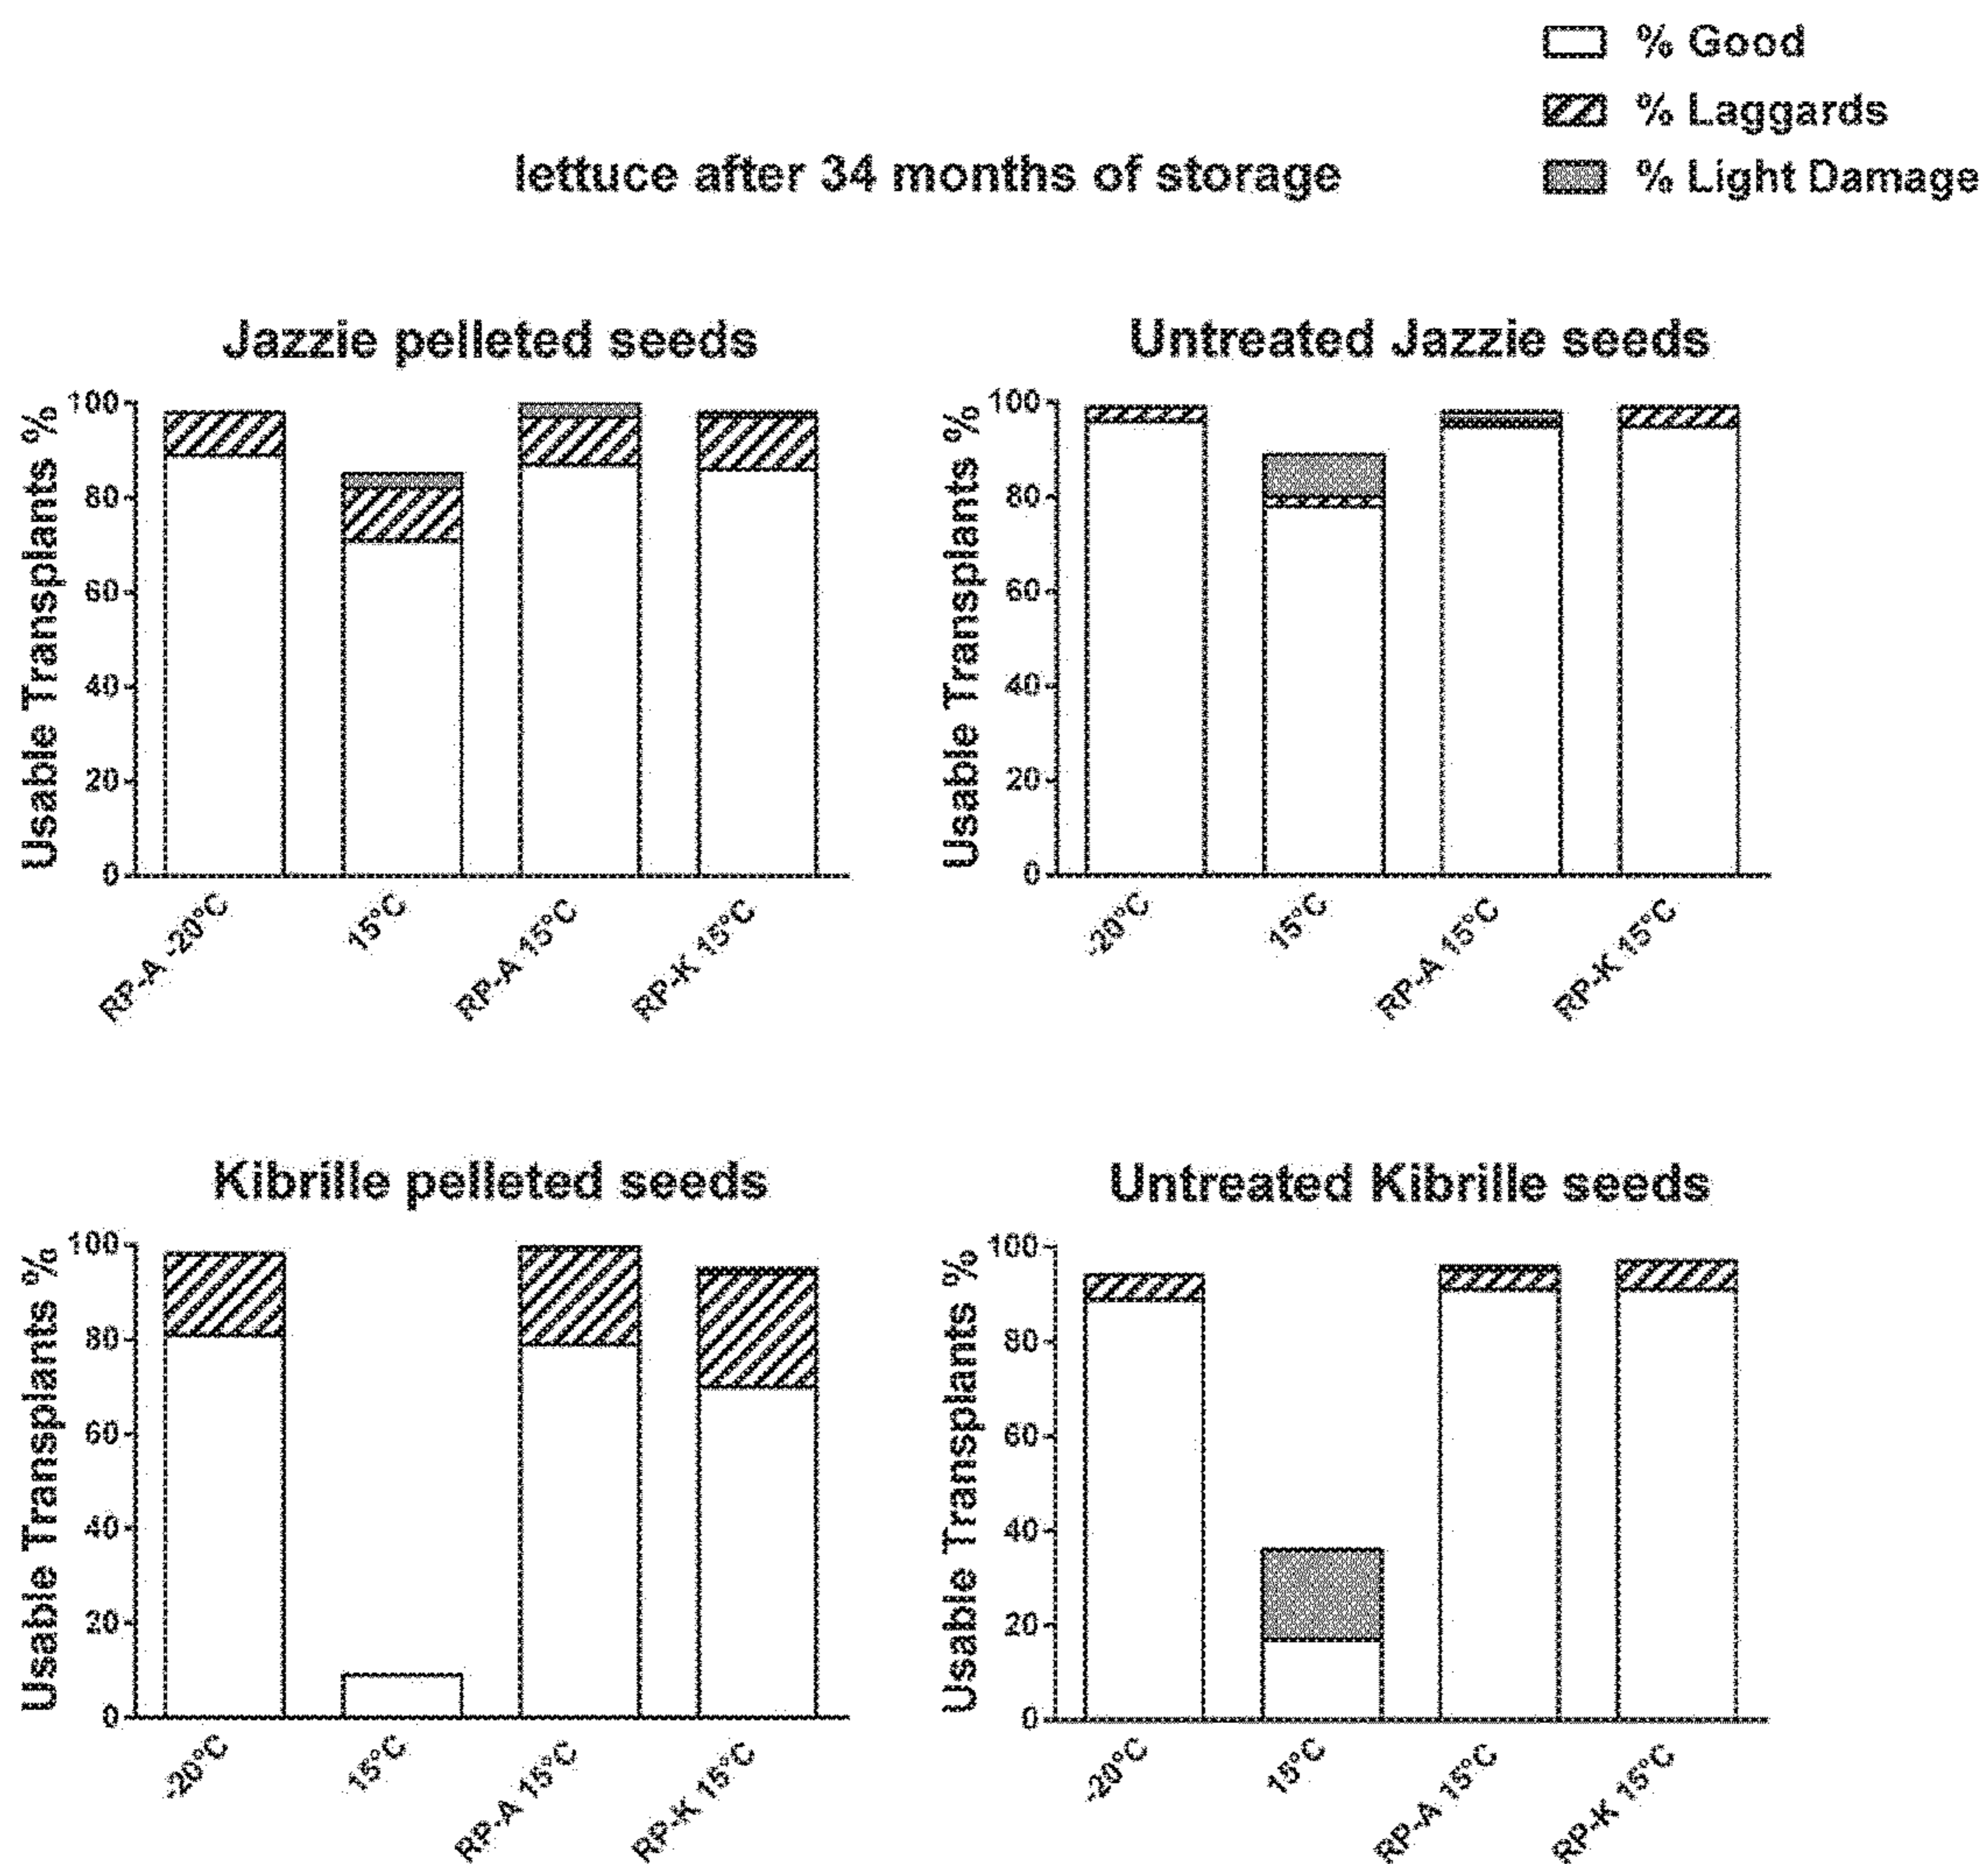 % Good
% Laggards
% Light Damage
lettuce after 34 months of storage
Jazzie pelleted seeds
Usable Transplants %
100
80
60
40
20
0
RP-A -20°C
15°C
RP-A 15°C
RP-K 15°C
Untreated Jazzie seeds
Usable Transplants %
100
80
60
40
20
0
-20°C
15°C
RP-A 15°C
RP-K 15°C
Kibrille pelleted seeds
Usable Transplants %
100
80
60
40
20
0
-20°C
15°C
RP-A 15°C
RP-K 15°C
Untreated Kibrille seeds
Usable Transplants %
100
80
60
40
20
0
-20°C
15°C
RP-A 15°C
RP-K 15°C